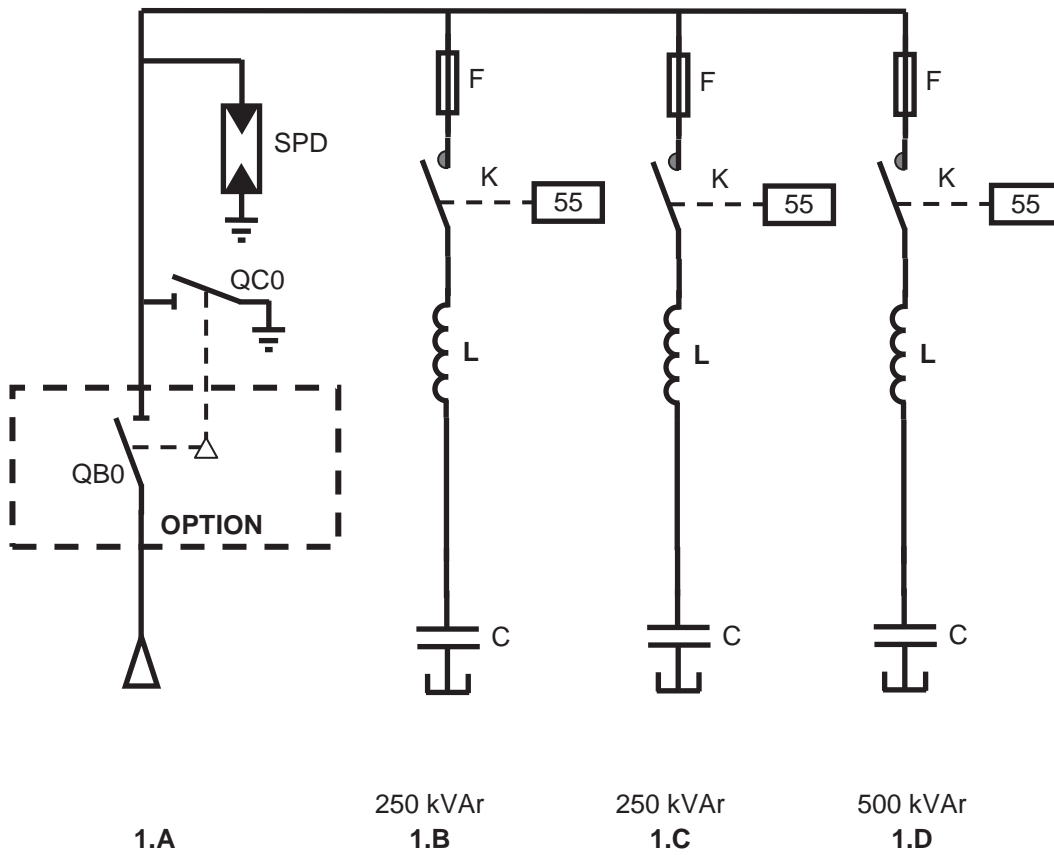 F
F
F
SPD
K
55
K
55
K
55
QC0
L
L
L
QB0
OPTION
C
C
C
250 kVAr
250 kVAr
500 kVAr
1.A
1.B
1.C
1.D